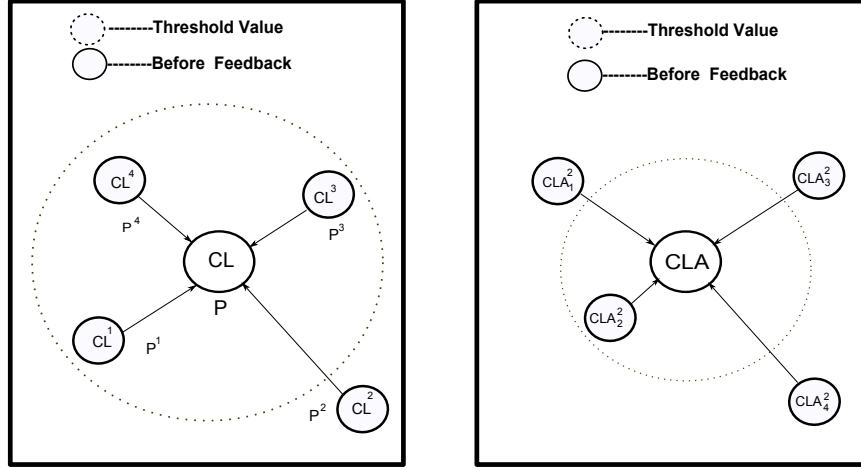 --------Threshold Value
--------Before Feedback
CL⁴
P⁴
CL³
P³
CL
P
CL¹
P¹
CL²
P²
--------Threshold Value
--------Before Feedback
CLA₁²
CLA₃²
CLA
CLA₂²
CLA₄²